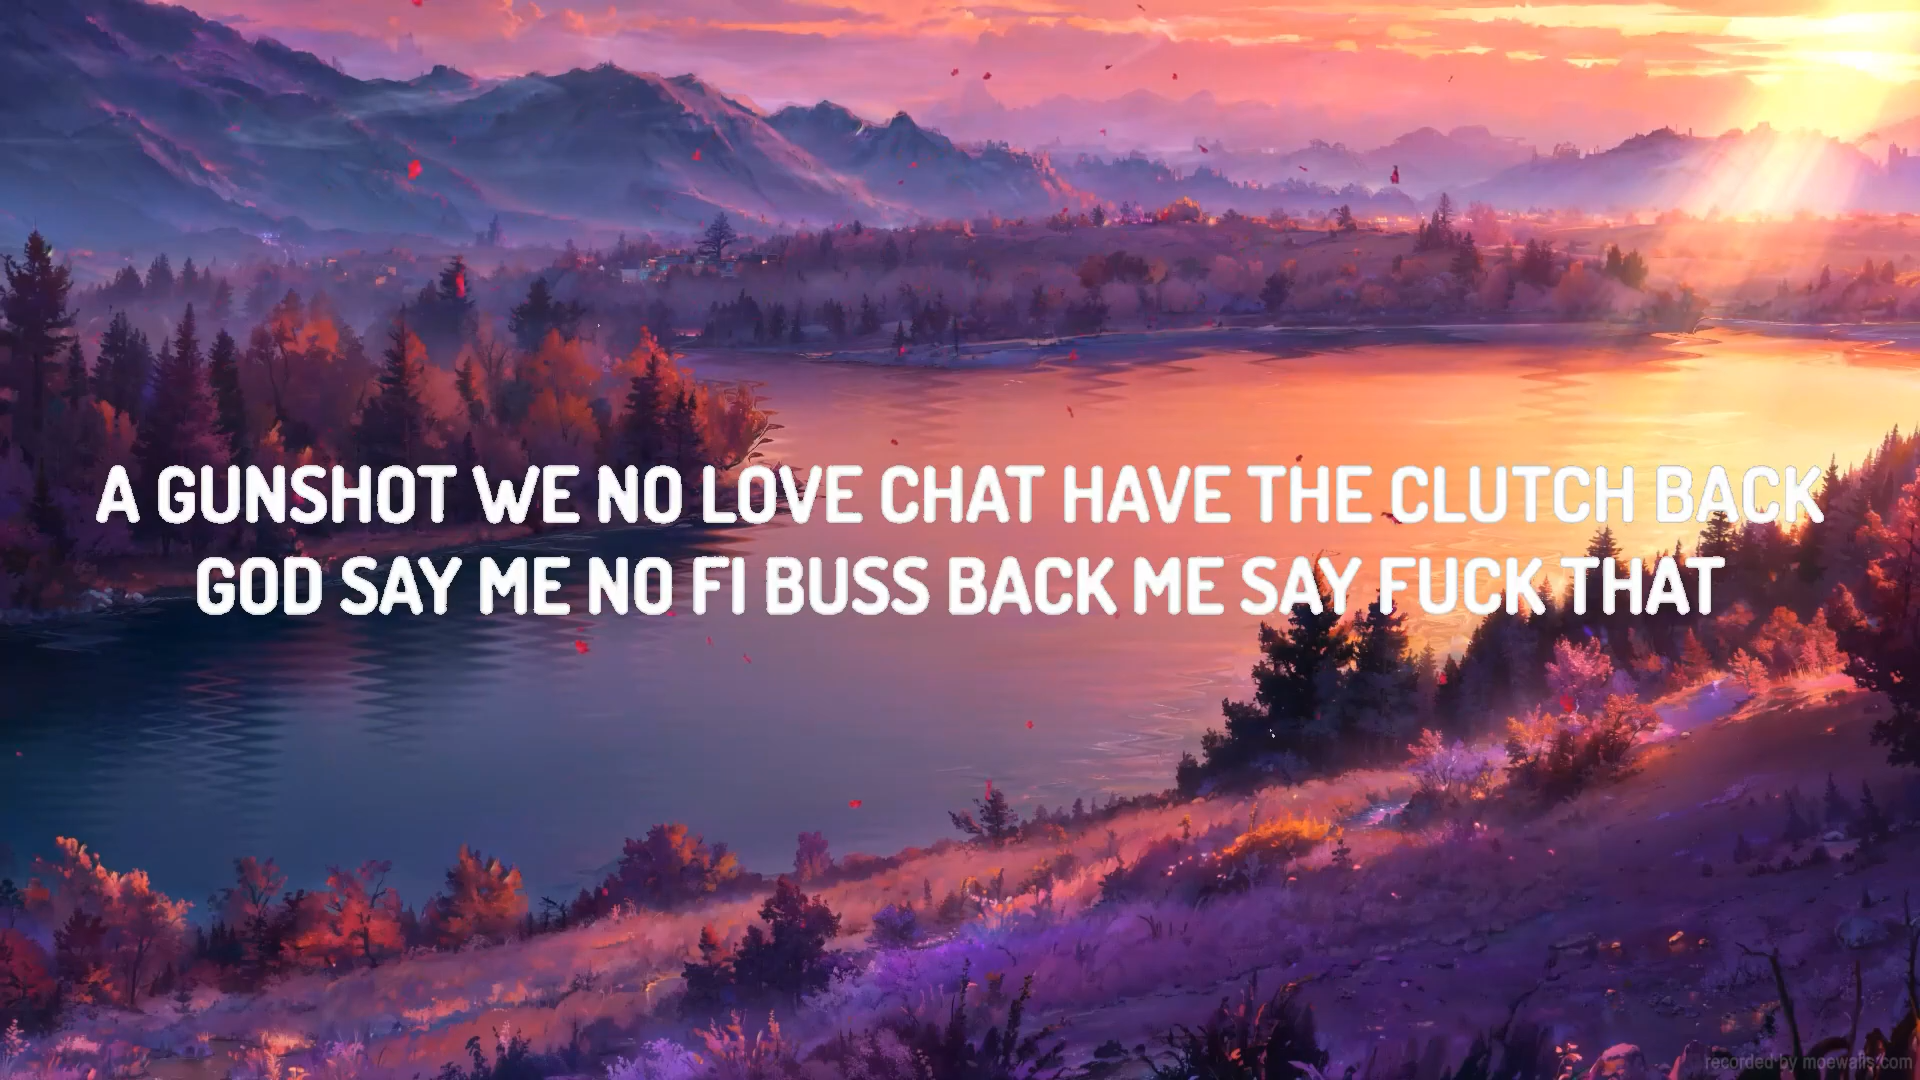 A GUNSHOT WE NO LOVE CHAT HAVE THE CLUTCH BACK
GOD SAY ME NO FI BUSS BACK ME SAY FUCK THAT
recorded by moewalls.com